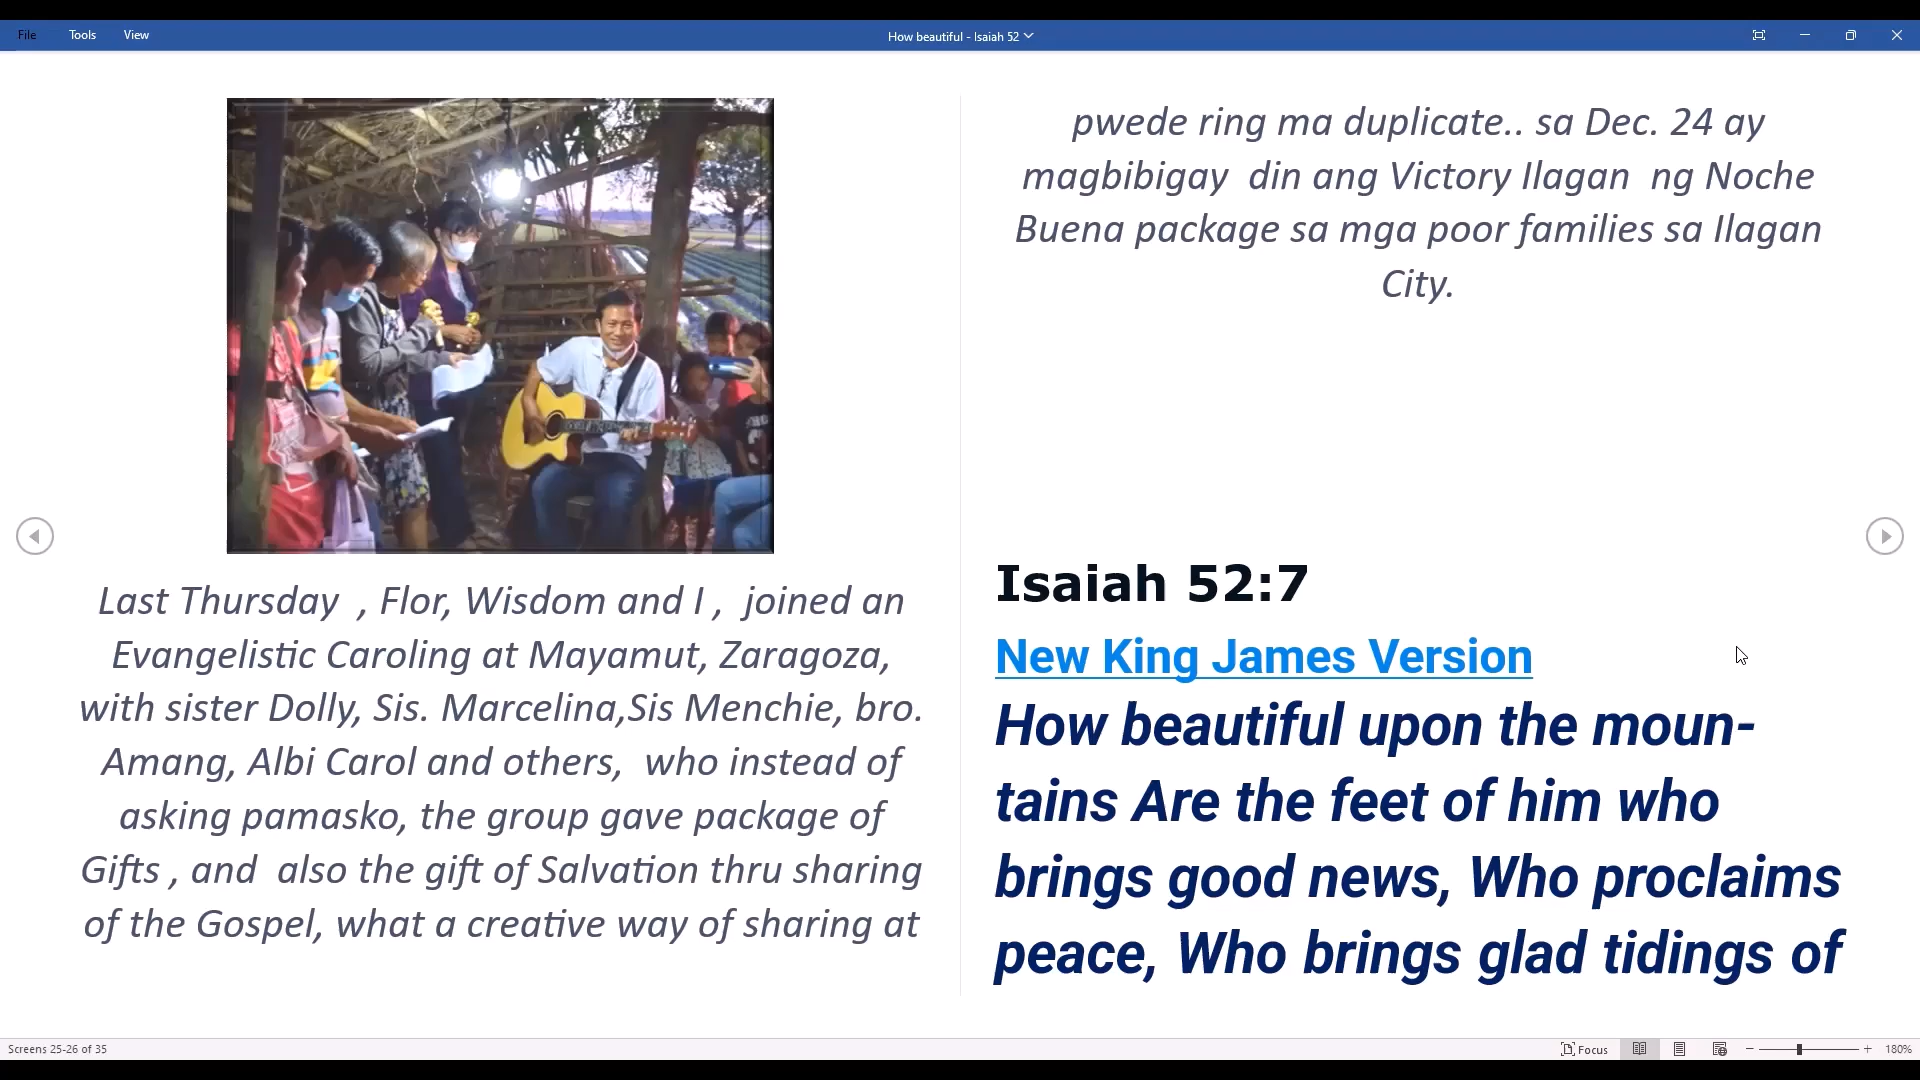 File Tools View
How beautiful - Isaiah 52
Last Thursday , Flor, Wisdom and I , joined an
Evangelistic Caroling at Mayamut, Zaragoza,
with sister Dolly, Sis. Marcelina,Sis Menchie, bro.
Amang, Albi Carol and others, who instead of
asking pamasko, the group gave package of
Gifts , and also the gift of Salvation thru sharing
of the Gospel, what a creative way of sharing at
pwede ring ma duplicate.. sa Dec. 24 ay
magbibigay din ang Victory Ilagan ng Noche
Buena package sa mga poor families sa Ilagan
City.
Isaiah 52:7
New King James Version
How beautiful upon the moun-
tains Are the feet of him who
brings good news, Who proclaims
peace, Who brings glad tidings of
Screens 25-26 of 35
Focus
180%